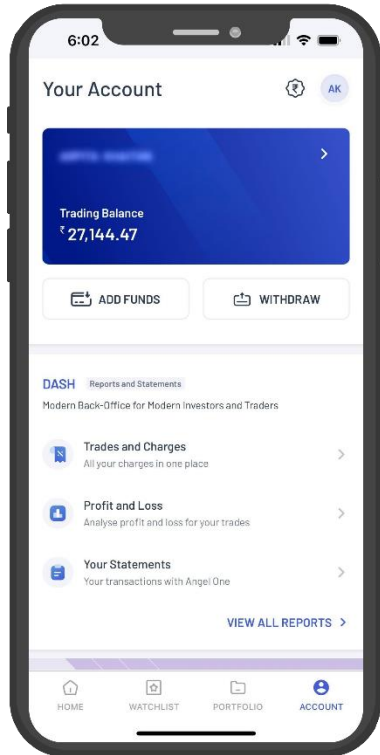 6:02
Your Account
₹
AK
Trading Balance
₹27,144.47
ADD FUNDS
WITHDRAW
DASH Reports and Statements
Modern Back-Office for Modern Investors and Traders
Trades and Charges
All your charges in one place
Profit and Loss
Analyse profit and loss for your trades
Your Statements
Your transactions with Angel One
VIEW ALL REPORTS
HOME WATCHLIST PORTFOLIO ACCOUNT